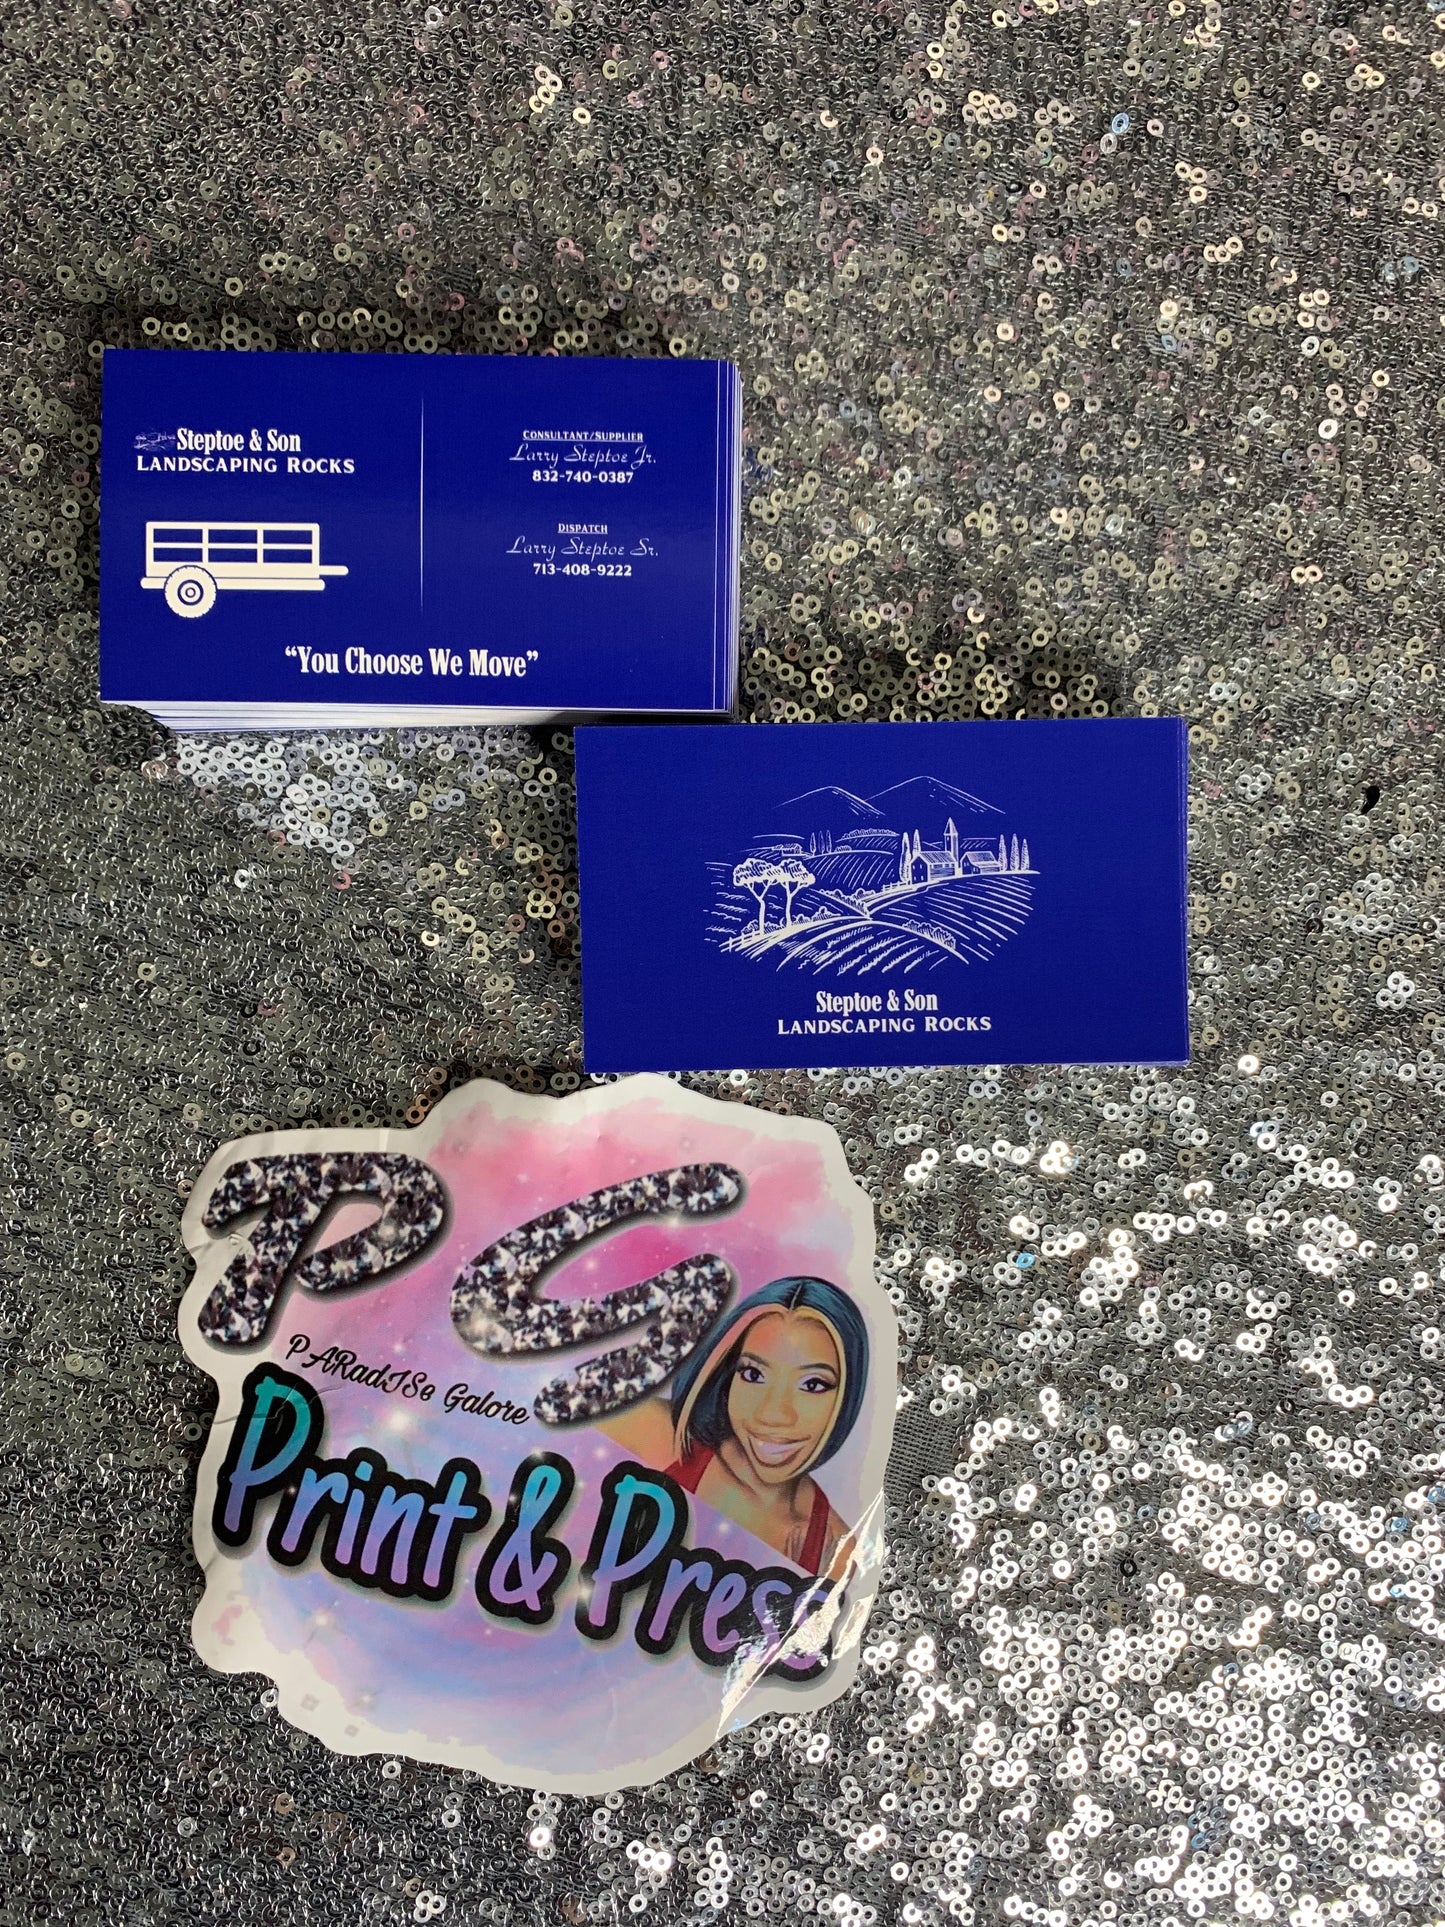 Steptoe & Son
LANDSCAPING ROCKS
CONSULTANT/SUPPLIER
Larry Steptoe Jr.
832-740-0387
DISPATCH
Larry Steptoe Sr.
713-408-9222
“You Choose We Move”
Steptoe & Son
LANDSCAPING ROCKS
PG
PARadISe Galore
Print & Press